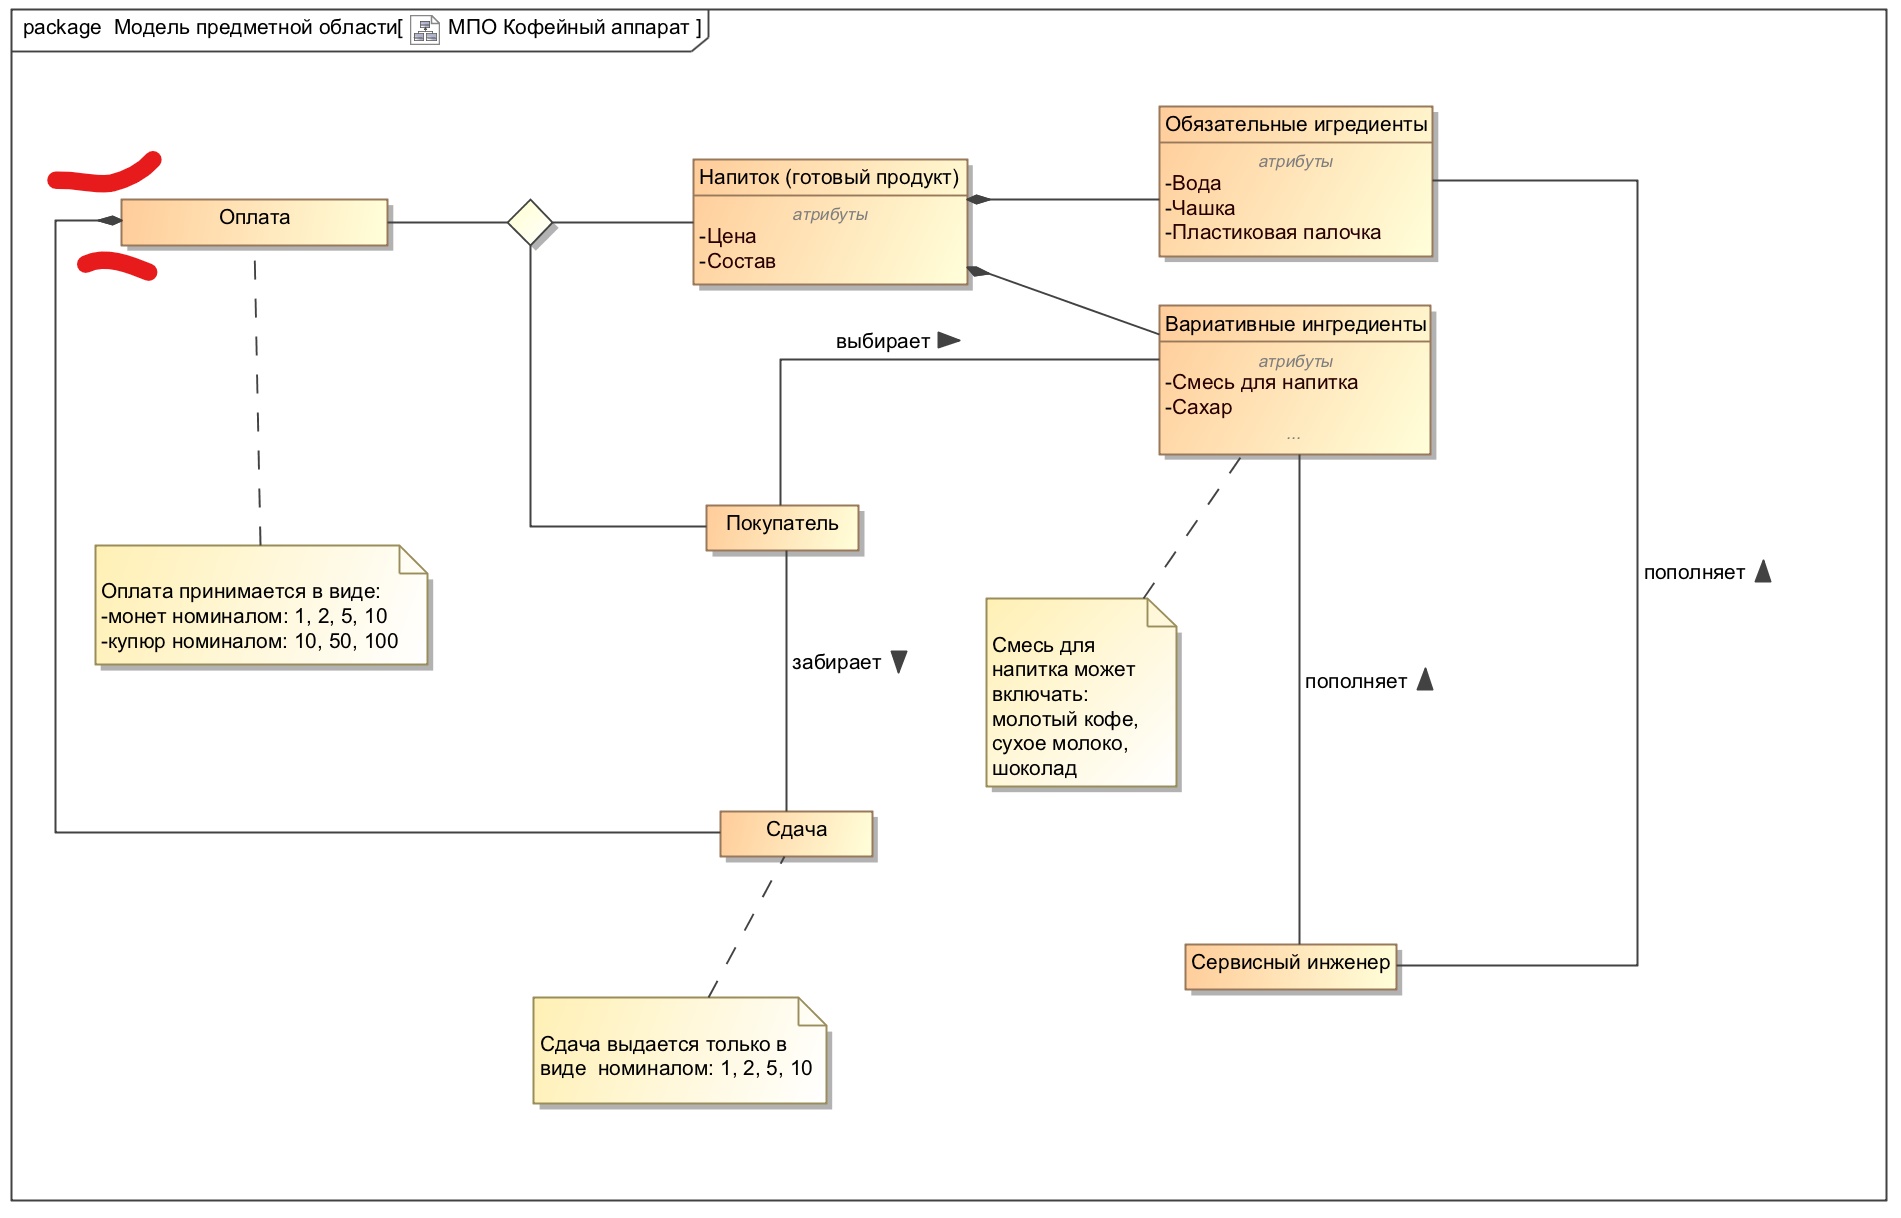 package Модель предметной области[ МПО Кофейный аппарат ]
Оплата
Напиток (готовый продукт)
атрибуты
-Цена
-Состав
Обязательные игредиенты
атрибуты
-Вода
-Чашка
-Пластиковая палочка
выбирает
Вариативные ингредиенты
атрибуты
-Смесь для напитка
-Сахар
...
Покупатель
Оплата принимается в виде:
-монет номиналом: 1, 2, 5, 10
-купюр номиналом: 10, 50, 100
забирает
Смесь для
напитка может
включать:
молотый кофе,
сухое молоко,
шоколад
пополняет
пополняет
Сдача
Сервисный инженер
Сдача выдается только в
виде номиналом: 1, 2, 5, 10